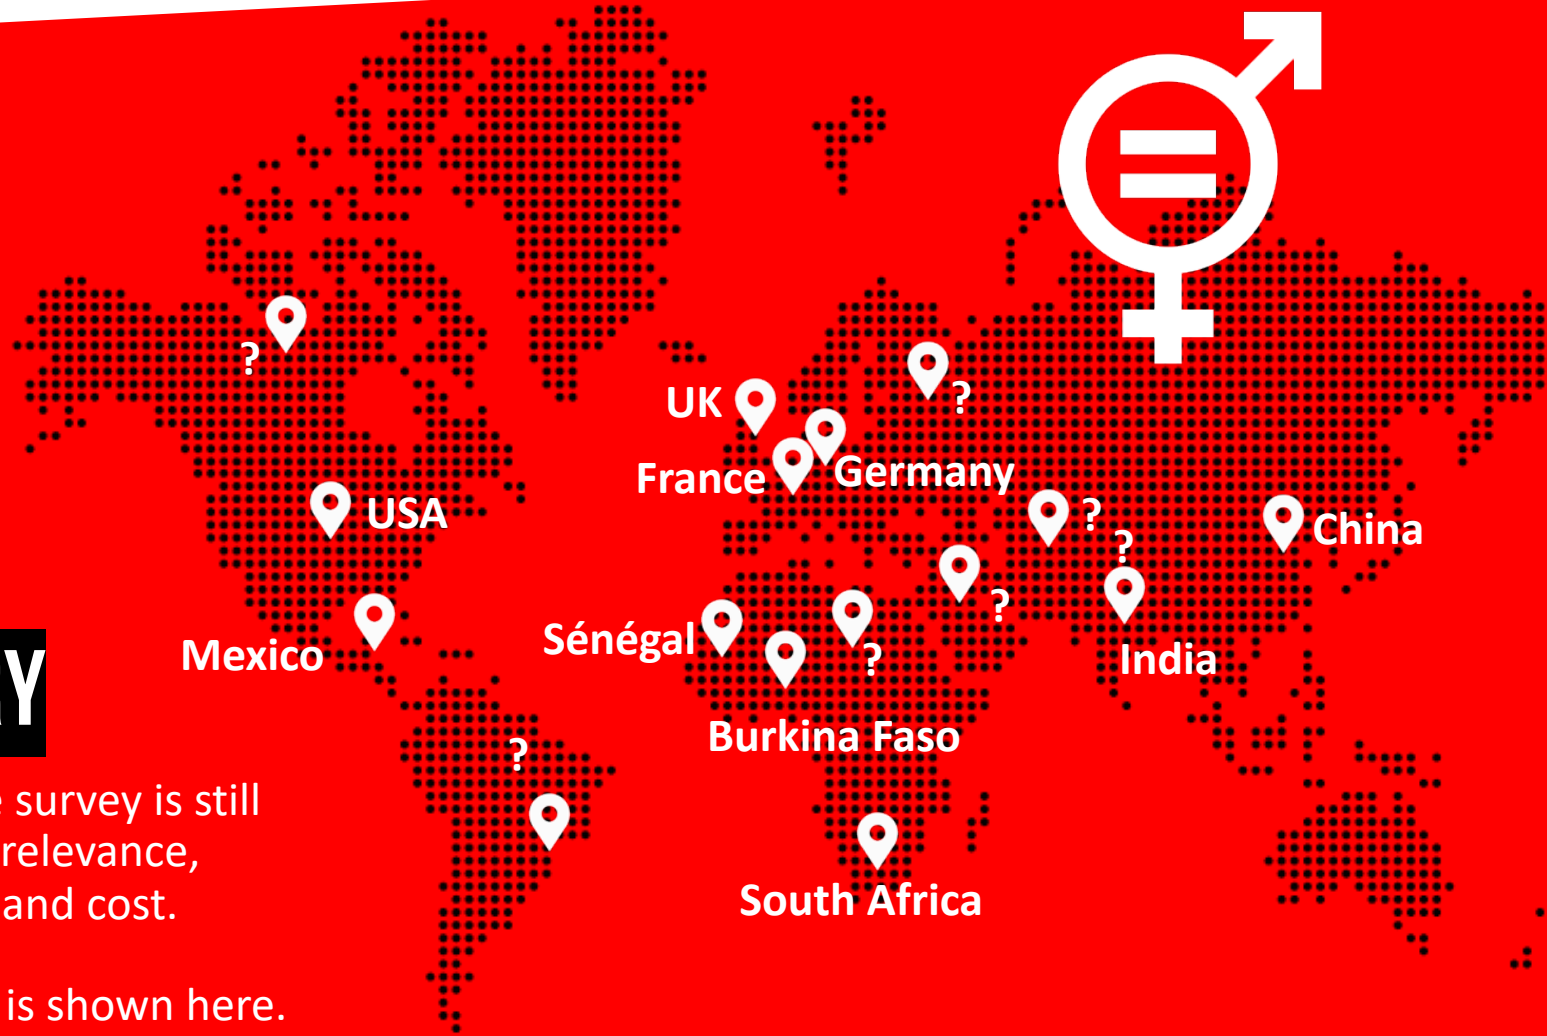 ?
UK
?
France
Germany
USA
?
China
?
Sénégal
?
Mexico
?
India
Burkina Faso
?
survey is still
relevance,
and cost.
South Africa
is shown here.